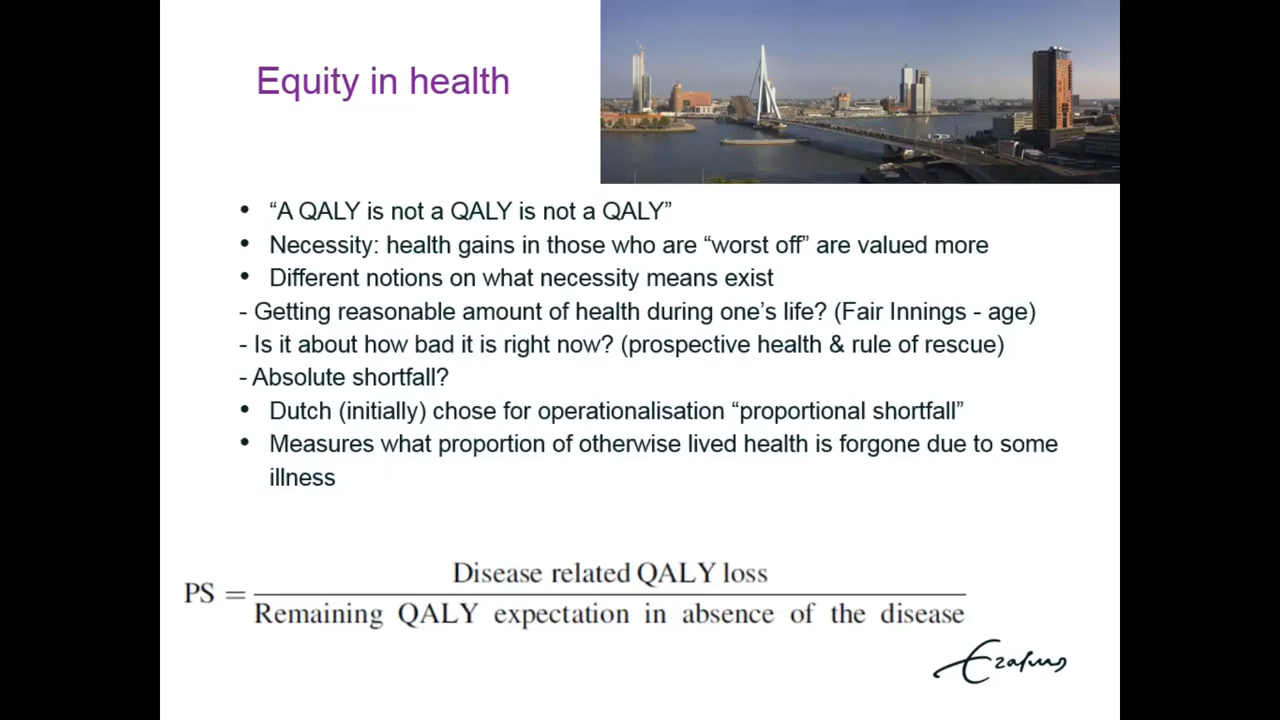 Equity in health
• “A QALY is not a QALY is not a QALY”
• Necessity: health gains in those who are “worst off” are valued more
• Different notions on what necessity means exist
- Getting reasonable amount of health during one’s life? (Fair Innings - age)
- Is it about how bad it is right now? (prospective health & rule of rescue)
- Absolute shortfall?
• Dutch (initially) chose for operationalisation “proportional shortfall”
• Measures what proportion of otherwise lived health is forgone due to some
illness
Disease related QALY loss
PS =
Remaining QALY expectation in absence of the disease
Erasmus